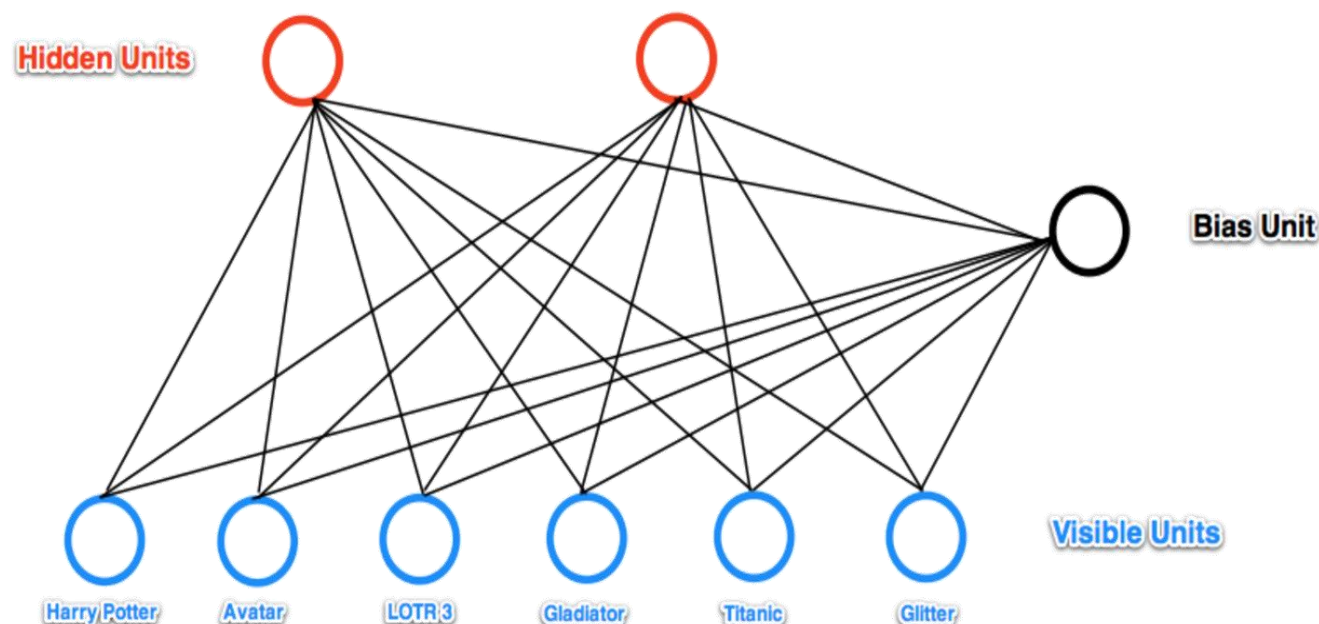 Hidden Units
Bias Unit
Visible Units
Harry Potter
Avatar
LOTR 3
Gladiator
Titanic
Glitter